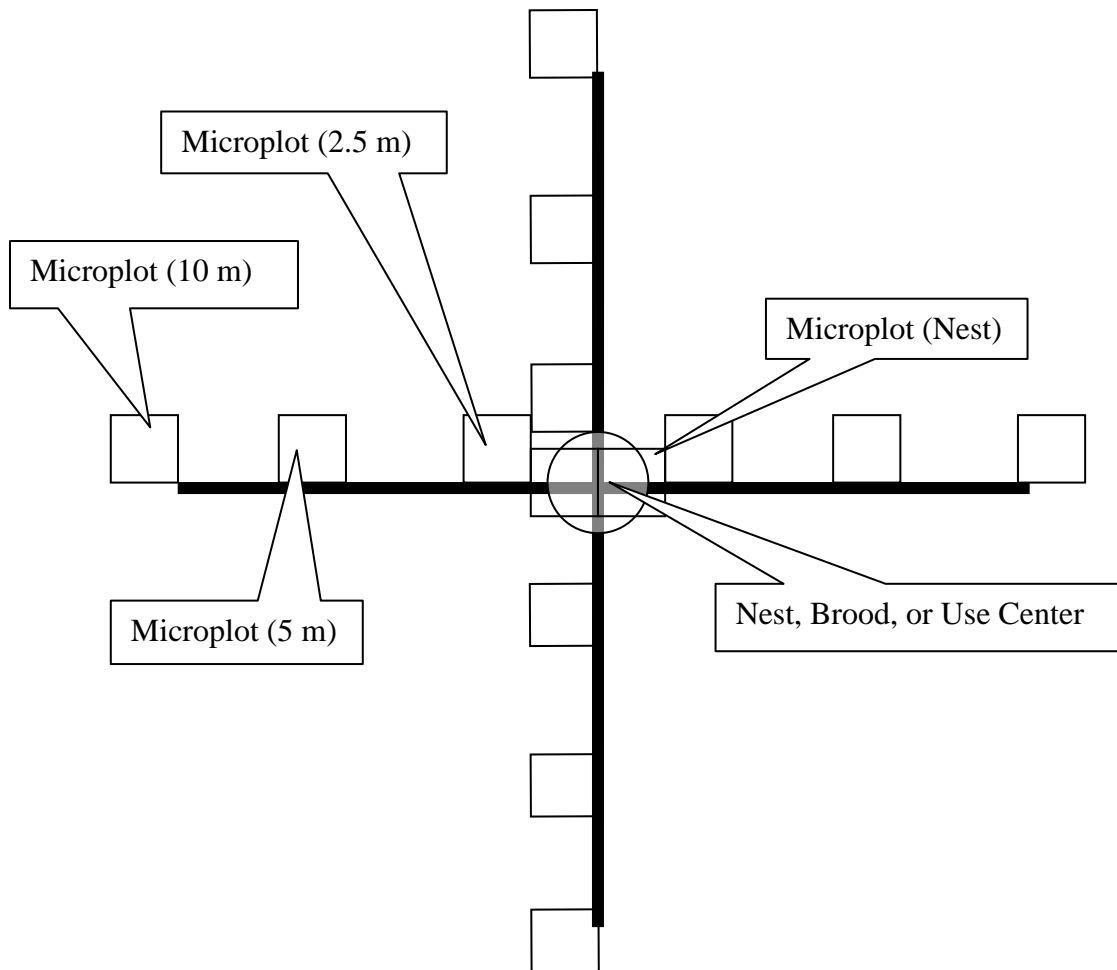 Microplot (2.5 m)
Microplot (10 m)
Microplot (Nest)
Microplot (5 m)
Nest, Brood, or Use Center